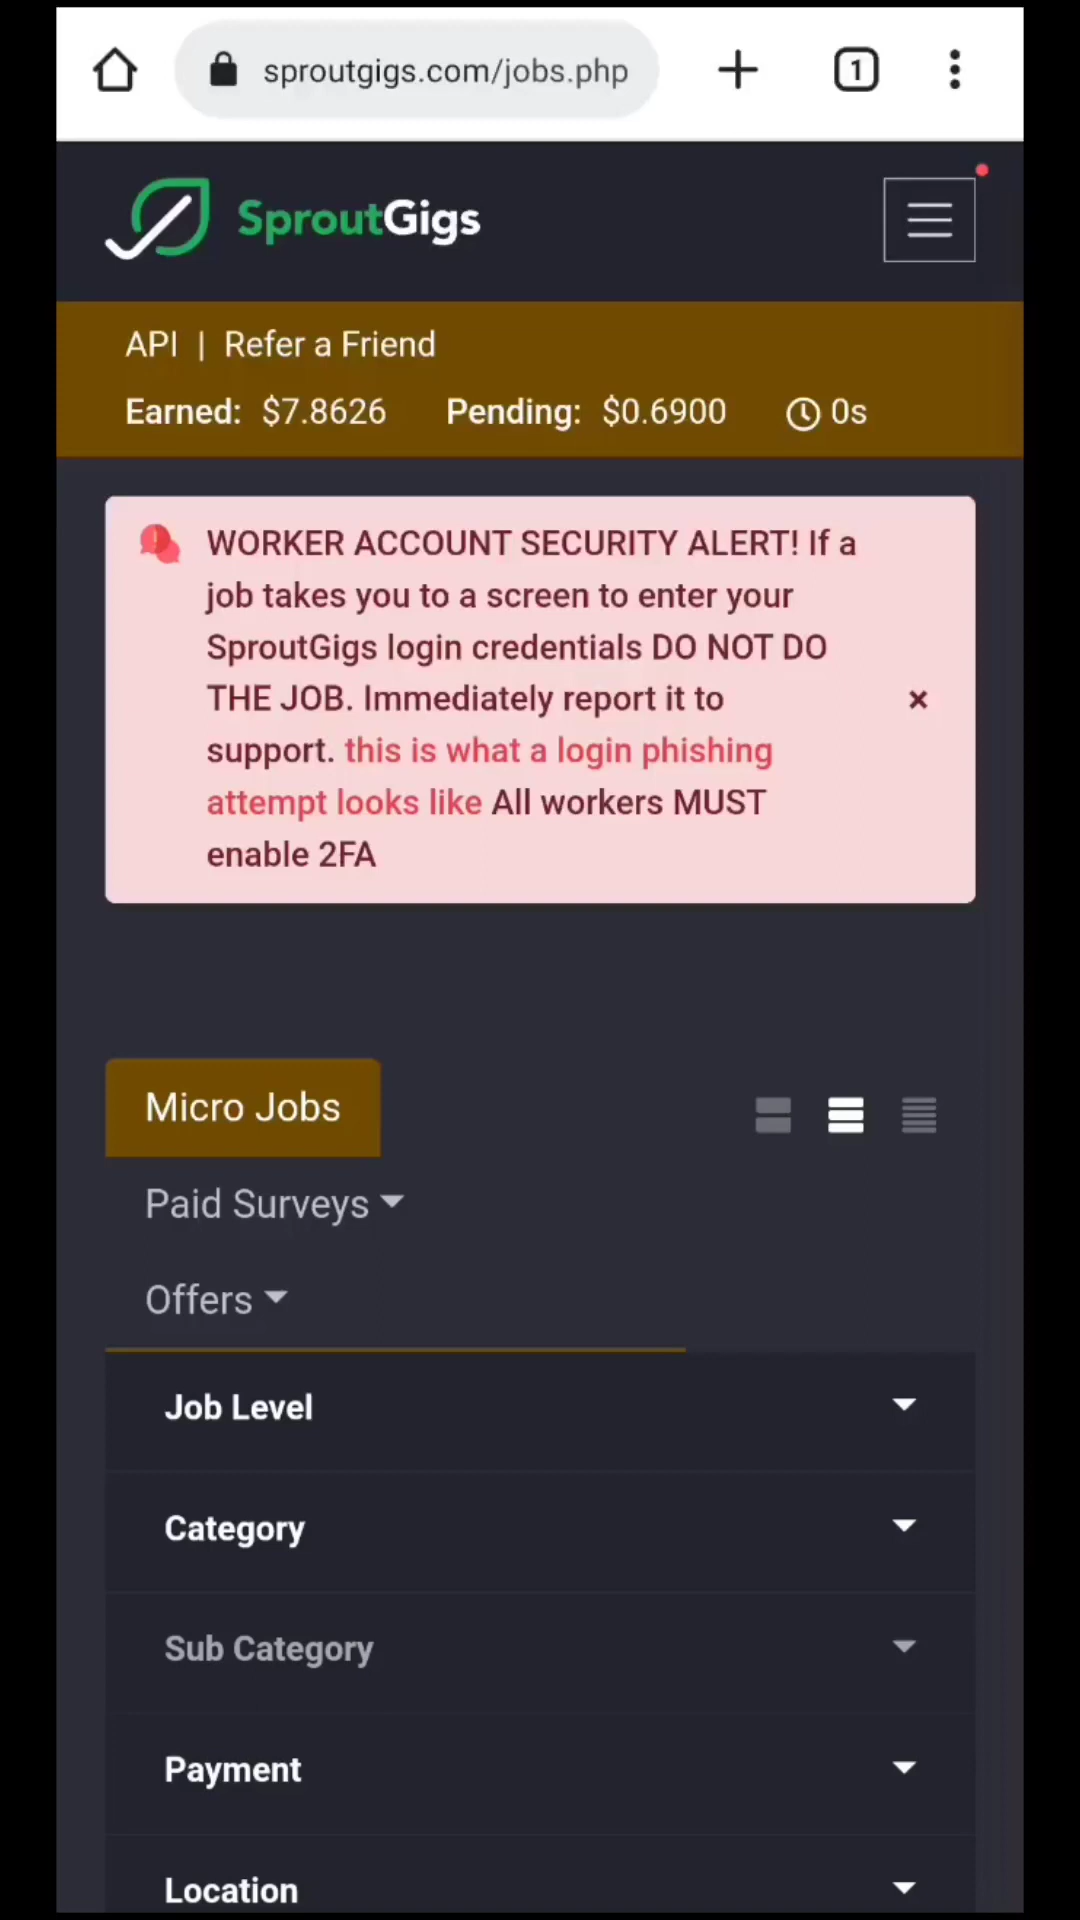 sproutgigs.com/jobs.php
1
SproutGigs
API | Refer a Friend
Earned: $7.8626 Pending: $0.6900 0s
WORKER ACCOUNT SECURITY ALERT! If a
job takes you to a screen to enter your
SproutGigs login credentials DO NOT DO
THE JOB. Immediately report it to
support. this is what a login phishing
attempt looks like All workers MUST
enable 2FA
×
Micro Jobs
Paid Surveys
Offers
Job Level
Category
Sub Category
Payment
Location